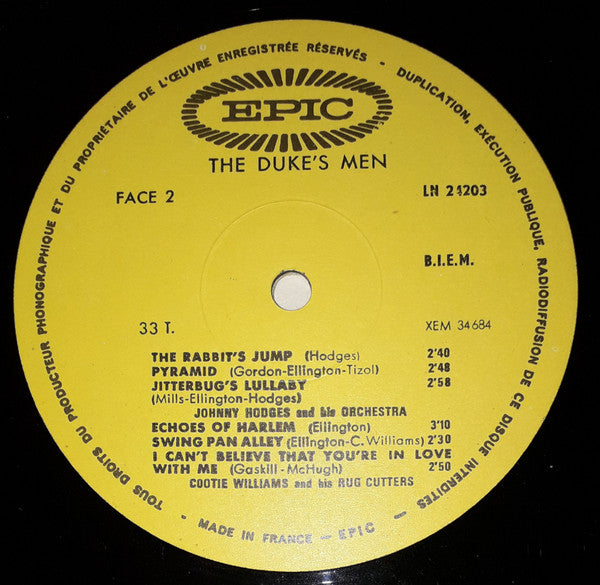 TOUS DROITS DU PRODUCTEUR PHONOGRAPHIQUE ET DU PROPRIÉTAIRE DE L'ŒUVRE ENREGISTRÉE RÉSERVÉS - DUPLICATION, EXÉCUTION PUBLIQUE, RADIODIFFUSION DE CE DISQUE INTERDITES -
EPIC
THE DUKE'S MEN
FACE 2 LN 24203
B.I.E.M.
33 T. XEM 34684
THE RABBIT'S JUMP (Hodges) 2'40
PYRAMID (Gordon-Ellington-Tizol) 2'48
JITTERBUG'S LULLABY 2'58
(Mills-Ellington-Hodges)
JOHNNY HODGES and his ORCHESTRA
ECHOES OF HARLEM (Ellington) 3'10
SWING PAN ALLEY (Ellington-C.Williams) 2'30
I CAN'T BELIEVE THAT YOU'RE IN LOVE
WITH ME (Gaskill-McHugh) 2'50
COOTIE WILLIAMS and his RUG CUTTERS
- MADE IN FRANCE - EPIC -